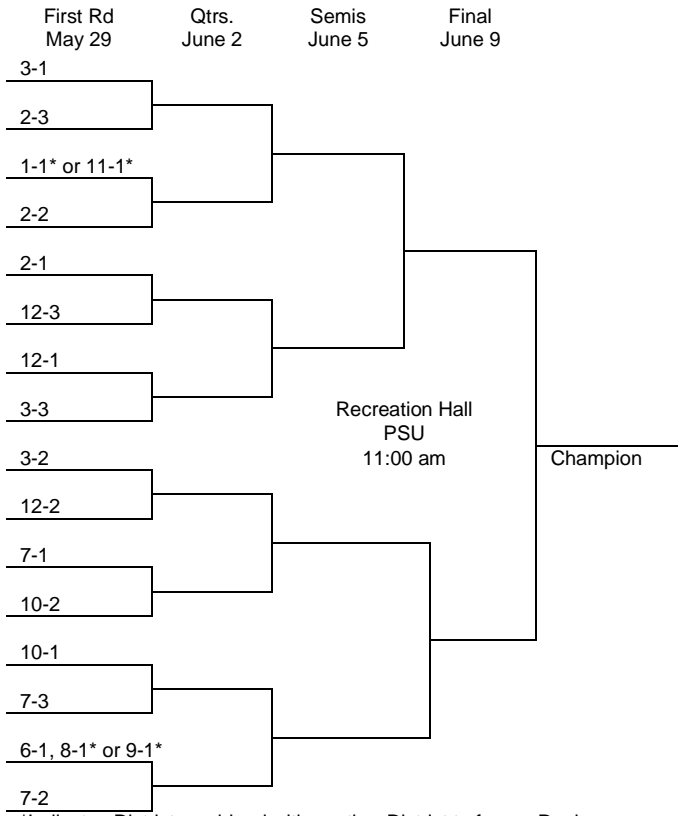 First Rd Qtrs. Semis Final
May 29 June 2 June 5 June 9
3-1
2-3
1-1* or 11-1*
2-2
2-1
12-3
12-1
3-3
Recreation Hall
PSU
11:00 am
3-2
Champion
12-2
7-1
10-2
10-1
7-3
6-1, 8-1* or 9-1*
7-2